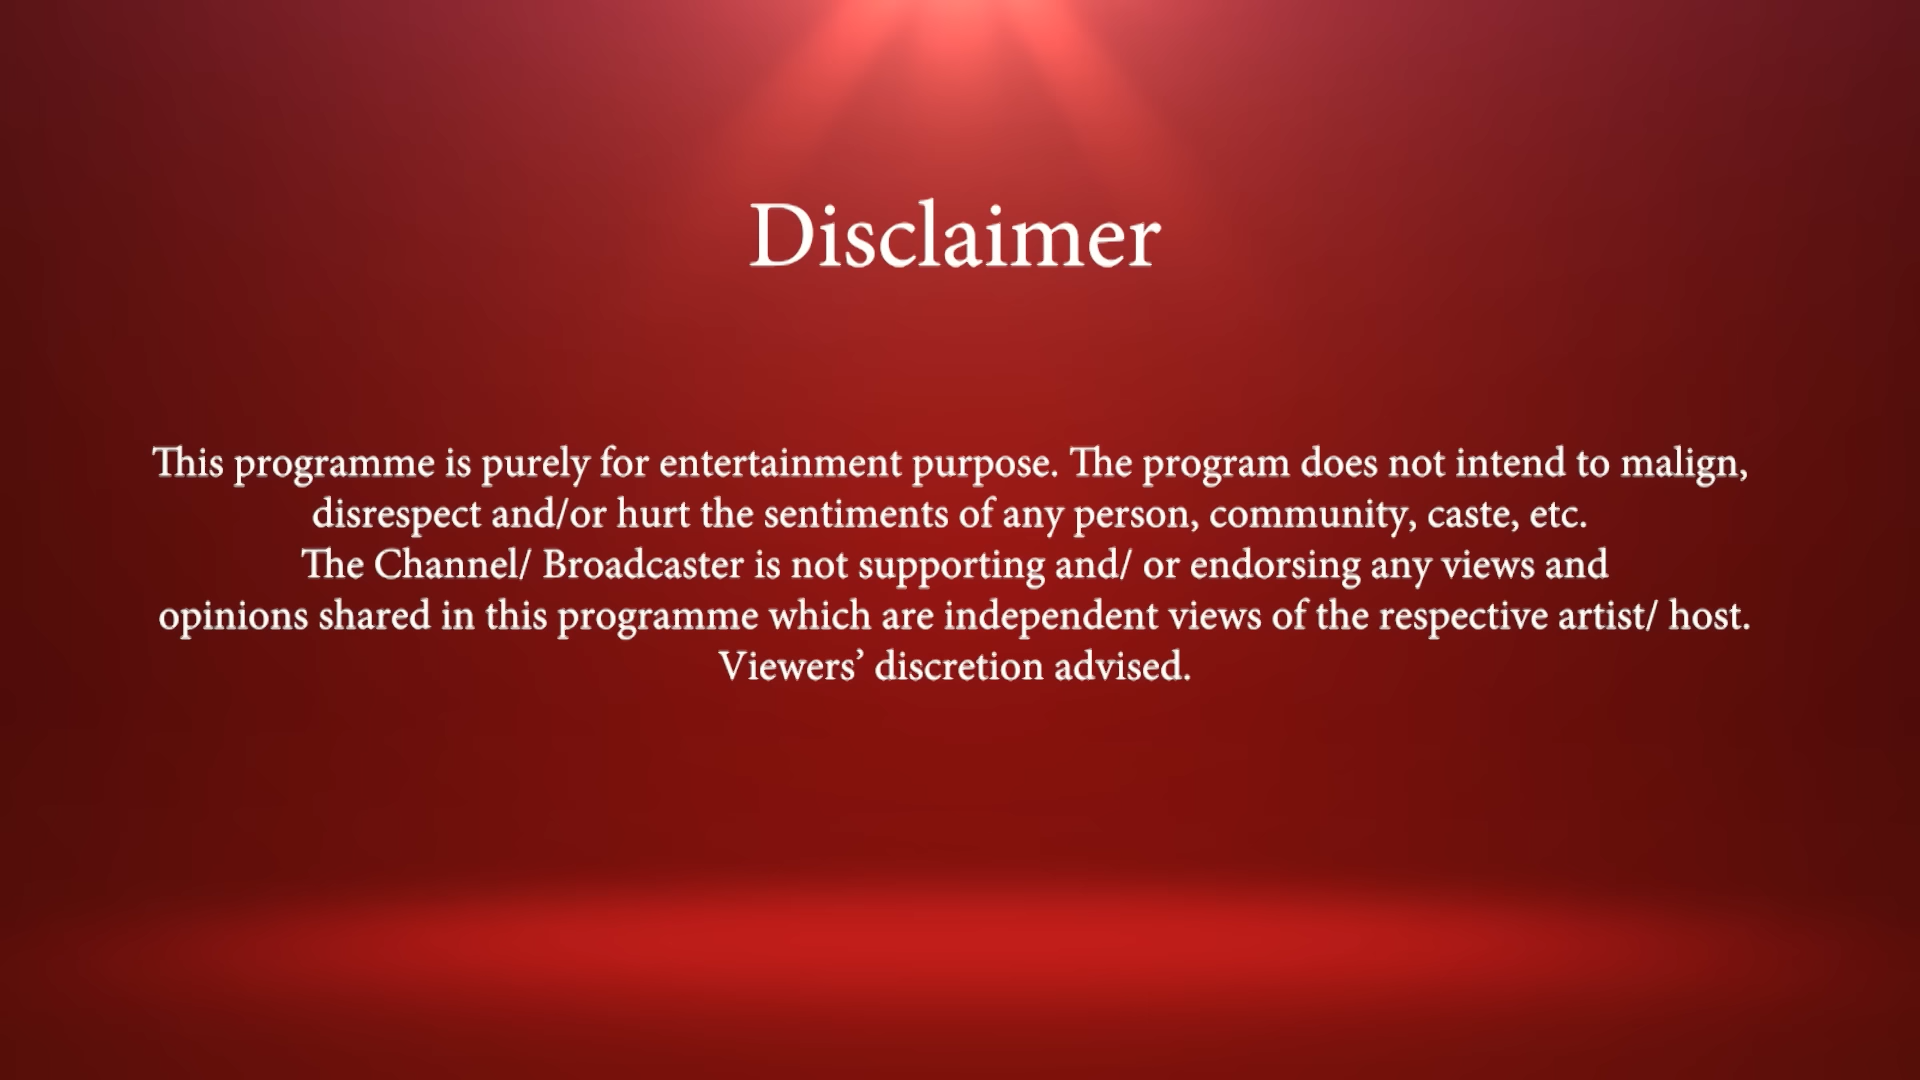 Disclaimer
This programme is purely for entertainment purpose. The program does not intend to malign,
disrespect and/or hurt the sentiments of any person, community, caste, etc.
The Channel/ Broadcaster is not supporting and/ or endorsing any views and
opinions shared in this programme which are independent views of the respective artist/ host.
Viewers’ discretion advised.